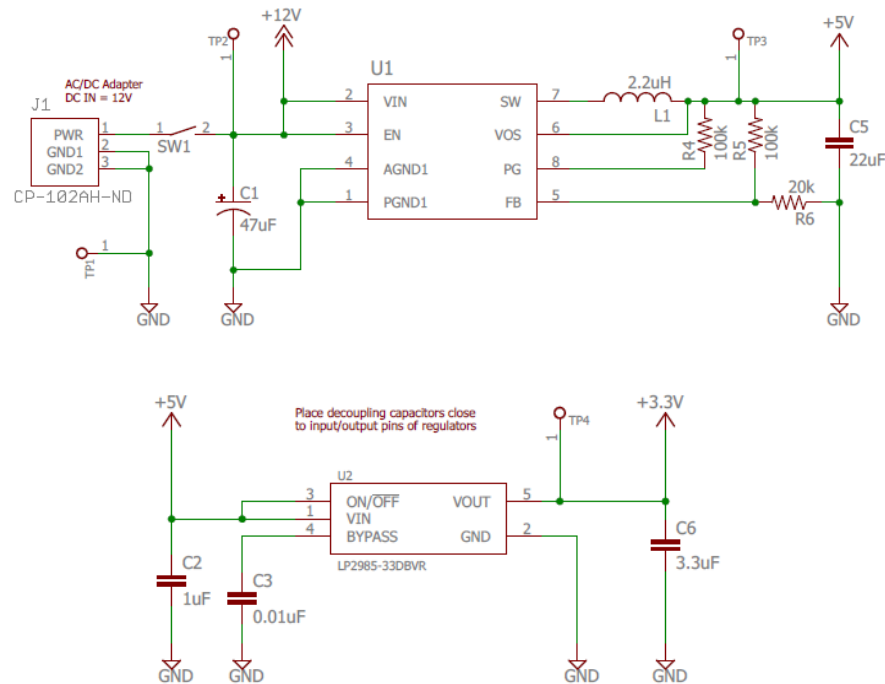 +12V
+5V
TP2
1
TP3
1
AC/DC Adapter
DC IN = 12V
J1
PWR
GND1
GND2
1
2
3
CP-102AH-ND
1
2
SW1
TP1
1
GND
C1
47uF
GND
U1
2
VIN
SW
7
3
EN
VOS
6
4
AGND1
PG
8
1
PGND1
FB
5
2.2uH
L1
R4
100k
R5
100k
20k
R6
C5
22uF
GND
+5V
Place decoupling capacitors close
to input/output pins of regulators
TP4
1
+3.3V
U2
3
ON/OFF
VOUT
5
1
VIN
4
BYPASS
GND
2
LP2985-33DBVR
C2
1uF
C3
0.01uF
C6
3.3uF
GND
GND
GND
GND